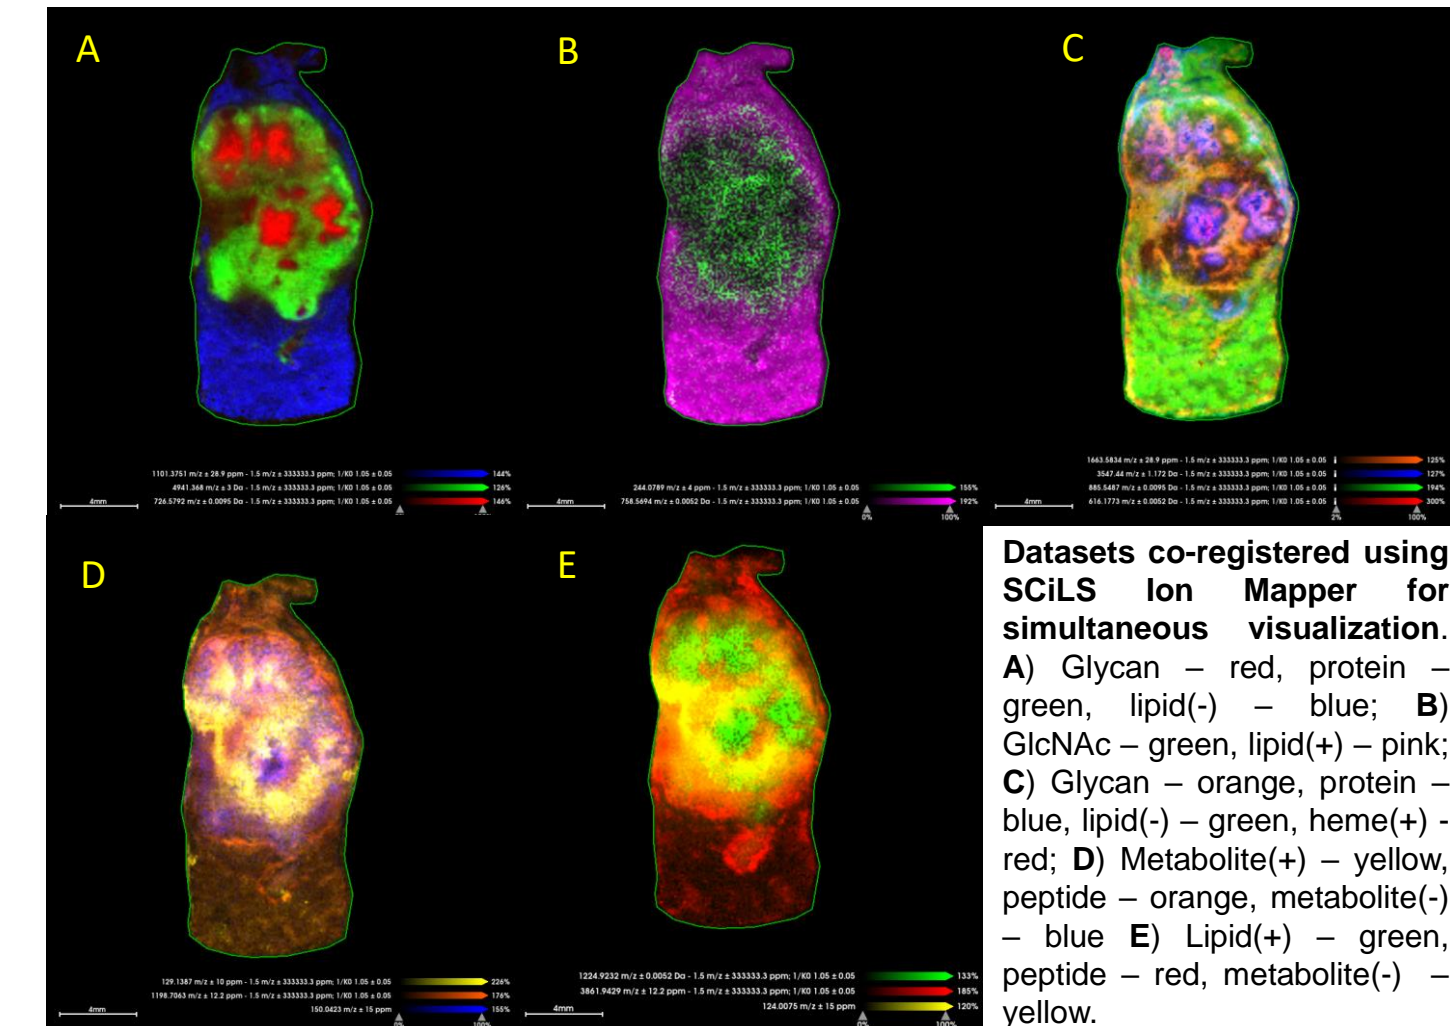 A
B
C
1101.3751 m/z ± 28.9 ppm - 1.5 m/z ± 333333.3 ppm; 1/K0 1.05 ± 0.05 144%
4941.368 m/z ± 3 Da - 1.5 m/z ± 333333.3 ppm; 1/K0 1.05 ± 0.05 126%
726.5792 m/z ± 0.0095 Da - 1.5 m/z ± 333333.3 ppm; 1/K0 1.05 ± 0.05 146%
4mm
244.0789 m/z ± 4 ppm - 1.5 m/z ± 333333.3 ppm; 1/K0 1.05 ± 0.05 155%
758.5694 m/z ± 0.0052 Da - 1.5 m/z ± 333333.3 ppm; 1/K0 1.05 ± 0.05 192%
4mm
0% 100%
1663.5834 m/z ± 28.9 ppm - 1.5 m/z ± 333333.3 ppm; 1/K0 1.05 ± 0.05 125%
3547.44 m/z ± 1.172 Da - 1.5 m/z ± 333333.3 ppm; 1/K0 1.05 ± 0.05 127%
885.5487 m/z ± 0.0095 Da - 1.5 m/z ± 333333.3 ppm; 1/K0 1.05 ± 0.05 194%
616.1773 m/z ± 0.0052 Da - 1.5 m/z ± 333333.3 ppm; 1/K0 1.05 ± 0.05 300%
4mm
2% 100%
D
E
129.1387 m/z ± 10 ppm - 1.5 m/z ± 333333.3 ppm; 1/K0 1.05 ± 0.05 226%
1198.7063 m/z ± 12.2 ppm - 1.5 m/z ± 333333.3 ppm; 1/K0 1.05 ± 0.05 176%
150.0423 m/z ± 15 ppm 155%
4mm
0% 100%
1224.9232 m/z ± 0.0052 Da - 1.5 m/z ± 333333.3 ppm; 1/K0 1.05 ± 0.05 133%
3861.9429 m/z ± 12.2 ppm - 1.5 m/z ± 333333.3 ppm; 1/K0 1.05 ± 0.05 185%
124.0075 m/z ± 15 ppm 120%
4mm
0% 100%
Datasets co-registered using
SCiLS Ion Mapper for
simultaneous visualization.
A) Glycan – red, protein –
green, lipid(-) – blue; B)
GlcNAc – green, lipid(+) – pink;
C) Glycan – orange, protein –
blue, lipid(-) – green, heme(+) -
red; D) Metabolite(+) – yellow,
peptide – orange, metabolite(-)
– blue E) Lipid(+) – green,
peptide – red, metabolite(-) –
yellow.